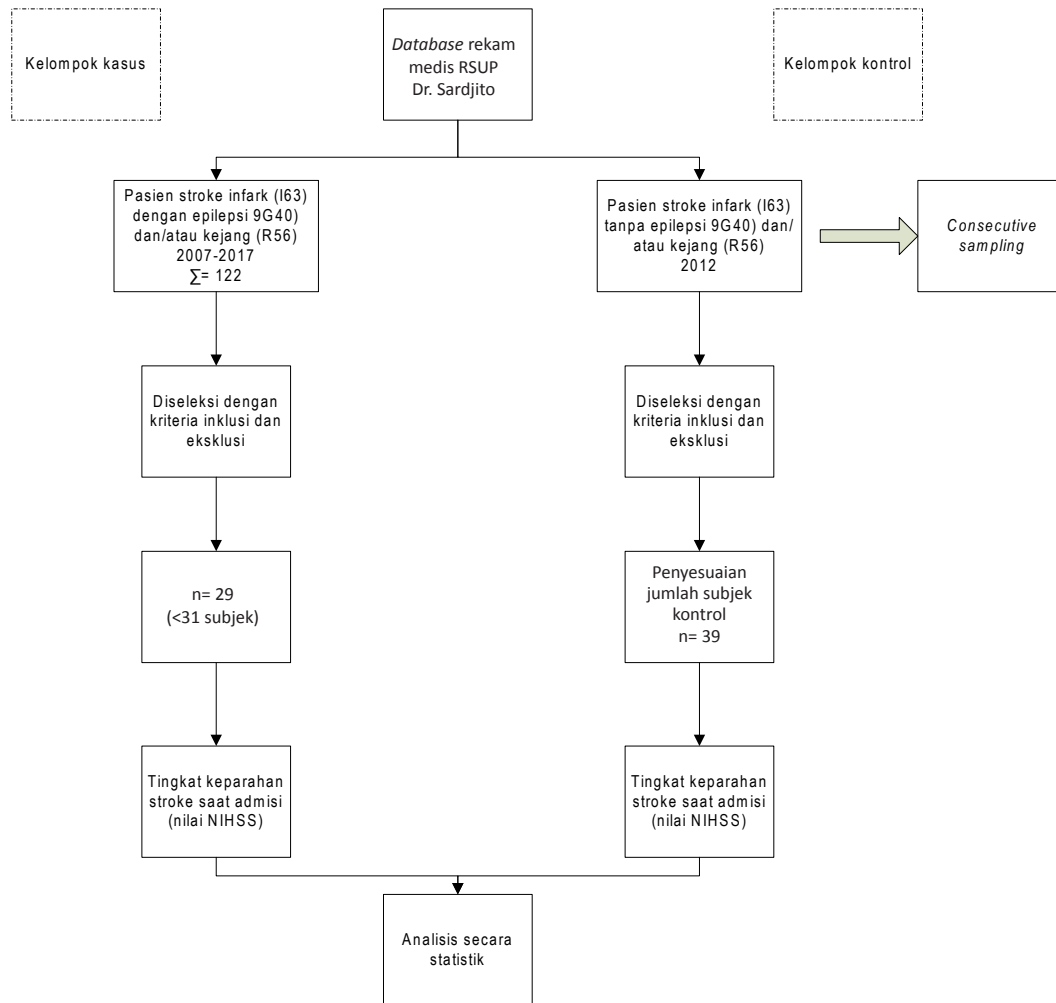 Kelompok kasus
Database rekam
medis RSUP
Dr. Sardjito
Kelompok kontrol
Pasien stroke infark (I63)
dengan epilepsi 9G40)
dan/atau kejang (R56)
2007-2017
∑= 122
Pasien stroke infark (I63)
tanpa epilepsi 9G40) dan/
atau kejang (R56)
2012
Consecutive
sampling
Diseleksi dengan
kriteria inklusi dan
eksklusi
Diseleksi dengan
kriteria inklusi dan
eksklusi
n= 29
(<31 subjek)
Penyesuaian
jumlah subjek
kontrol
n= 39
Tingkat keparahan
stroke saat admisi
(nilai NIHSS)
Tingkat keparahan
stroke saat admisi
(nilai NIHSS)
Analisis secara
statistik